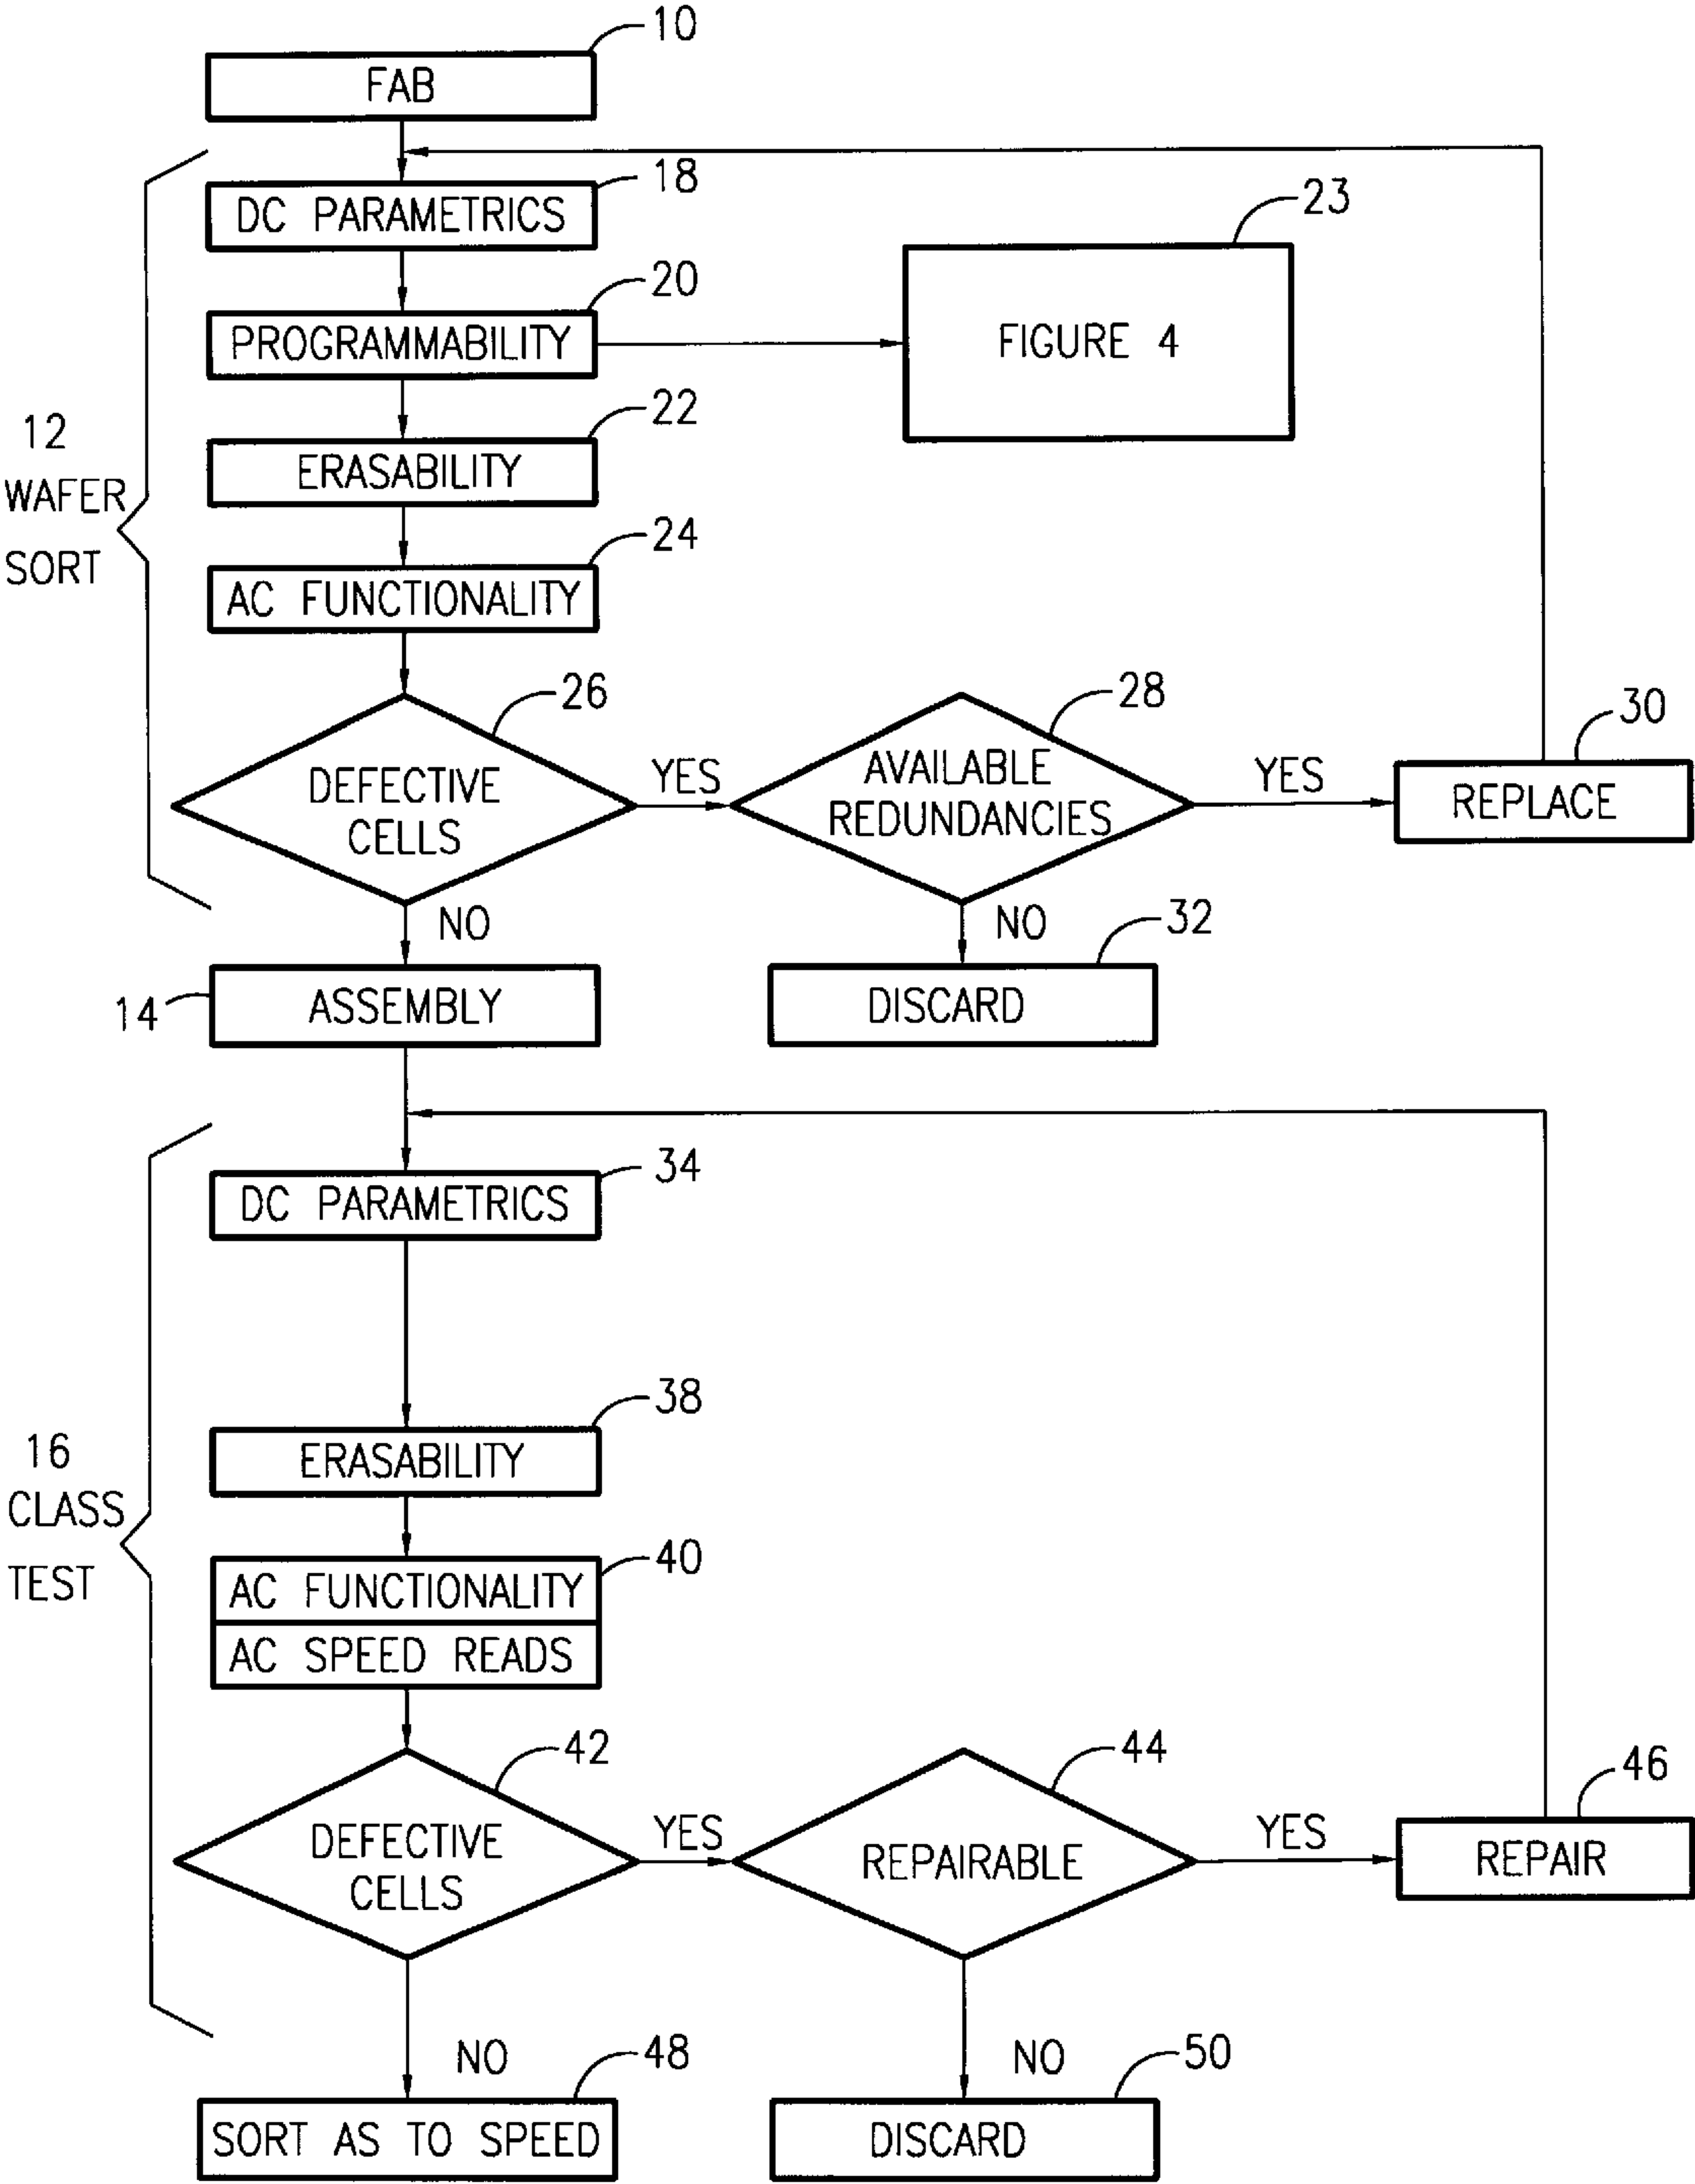 10
FAB
18
DC PARAMETRICS
23
20
PROGRAMMABILITY
FIGURE 4
22
ERASABILITY
12
WAFER
SORT
24
AC FUNCTIONALITY
26
DEFECTIVE
CELLS
YES
28
AVAILABLE
REDUNDANCIES
YES
30
REPLACE
NO
NO
32
14
ASSEMBLY
DISCARD
34
DC PARAMETRICS
38
ERASABILITY
16
CLASS
TEST
40
AC FUNCTIONALITY
AC SPEED READS
42
DEFECTIVE
CELLS
YES
44
REPAIRABLE
YES
46
REPAIR
NO
48
SORT AS TO SPEED
NO
50
DISCARD